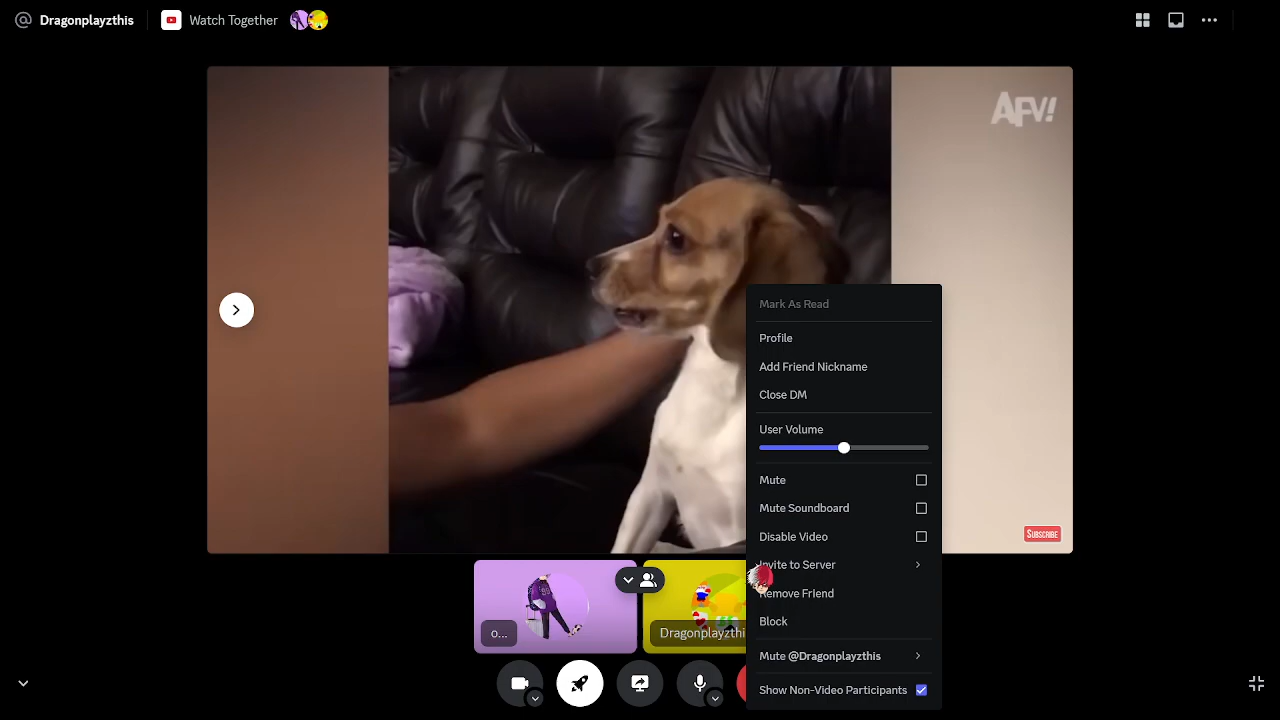 Dragonplayzthis
Watch Together
AFV!
Mark As Read
Profile
Add Friend Nickname
Close DM
User Volume
Mute
Mute Soundboard
Disable Video
Invite to Server
Remove Friend
Block
Mute @Dragonplayzthis
Show Non-Video Participants
SUBSCRIBE
o...
Dragonplayzthi